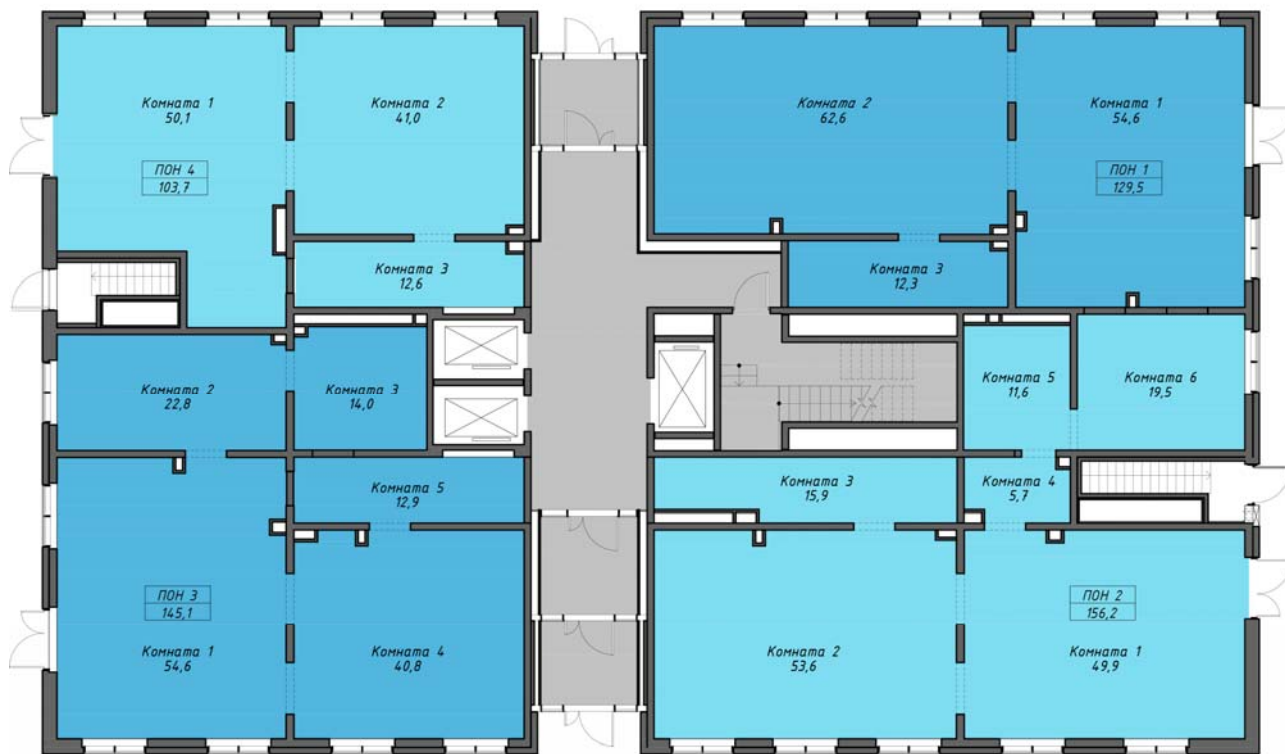 Комната 1
50,1
ПОН 4
103,7
Комната 2
41,0
Комната 3
12,6
Комната 2
62,6
Комната 1
54,6
ПОН 1
129,5
Комната 3
12,3
Комната 2
22,8
Комната 3
14,0
Комната 5
11,6
Комната 6
19,5
Комната 5
12,9
Комната 3
15,9
Комната 4
5,7
ПОН 3
145,1
Комната 1
54,6
Комната 4
40,8
Комната 2
53,6
ПОН 2
156,2
Комната 1
49,9